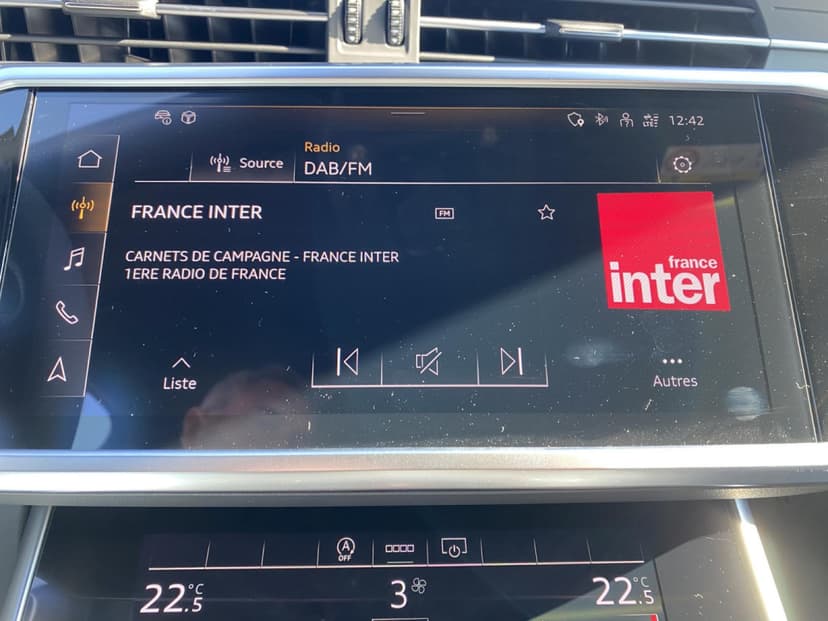 12:42
Source
Radio
DAB/FM
FRANCE INTER
FM
CARNETS DE CAMPAGNE - FRANCE INTER
1ERE RADIO DE FRANCE
france
inter
Liste
Autres
A
OFF
22.5°C
3
22.5°C